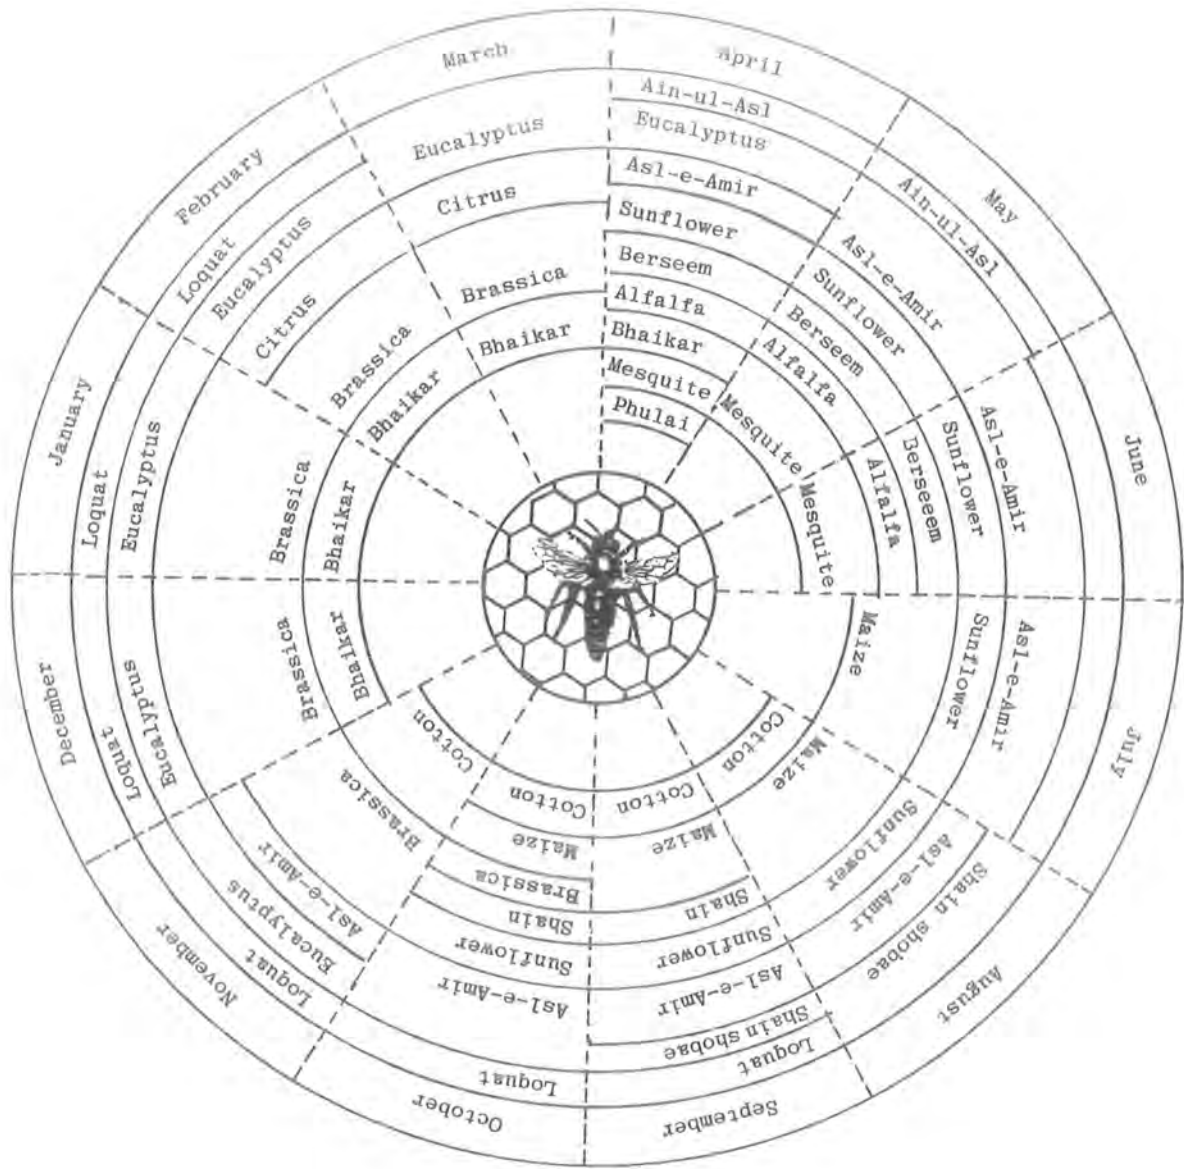 January
Loquat
Eucalyptus
Brassica
Bhaikar
February
Loquat
Eucalyptus
Citrus
Brassica
Bhaikar
March
Eucalyptus
Citrus
Brassica
Bhaikar
April
Ain-ul-Asl
Eucalyptus
Asl-e-Amir
Sunflower
Berseem
Alfalfa
Bhaikar
Mesquite
Phulai
May
Ain-ul-Asl
Asl-e-Amir
Sunflower
Berseem
Alfalfa
Mesquite
June
Asl-e-Amir
Sunflower
Berseeem
Alfalfa
Mesquite
July
Asl-e-Amir
Sunflower
Maize
August
Shain shobae
Asl-e-Amir
Sunflower
Maize
Cotton
September
Loquat
Shain shobae
Asl-e-Amir
Sunflower
Shain
Maize
Cotton
October
Loquat
Asl-e-Amir
Sunflower
Shain
Brassica
Maize
Cotton
November
Loquat
Eucalyptus
Asl-e-Amir
Brassica
Cotton
December
Loquat
Eucalyptus
Brassica
Bhaikar